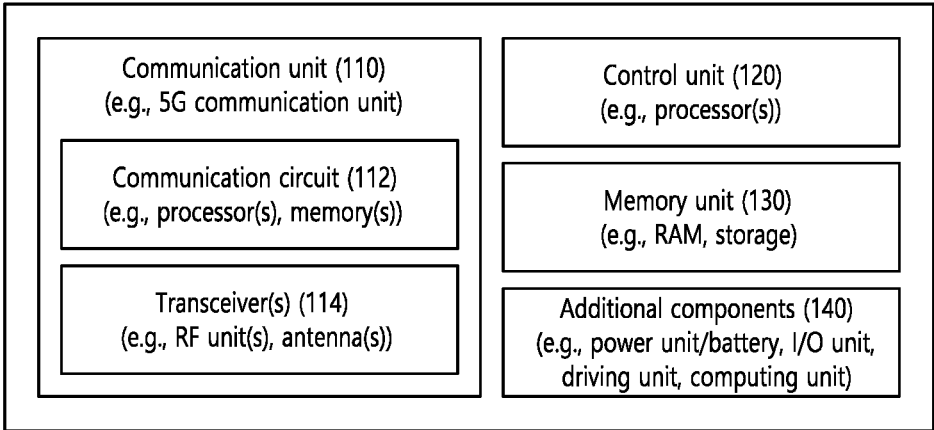 Communication unit (110)
(e.g., 5G communication unit)
Communication circuit (112)
(e.g., processor(s), memory(s))
Transceiver(s) (114)
(e.g., RF unit(s), antenna(s))
Control unit (120)
(e.g., processor(s))
Memory unit (130)
(e.g., RAM, storage)
Additional components (140)
(e.g., power unit/battery, I/O unit,
driving unit, computing unit)